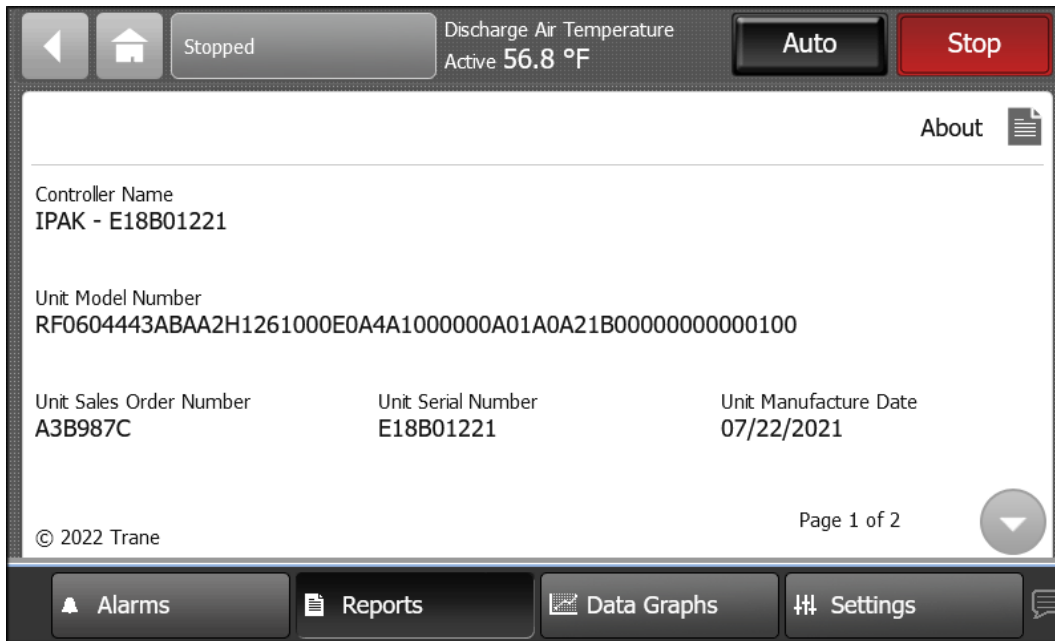 Stopped
Discharge Air Temperature
Active 56.8 °F
Auto
Stop
About
Controller Name
IPAK - E18B01221
Unit Model Number
RF0604443ABAA2H1261000E0A4A1000000A01A0A21B00000000000100
Unit Sales Order Number
A3B987C
Unit Serial Number
E18B01221
Unit Manufacture Date
07/22/2021
Page 1 of 2
© 2022 Trane
Alarms
Reports
Data Graphs
Settings